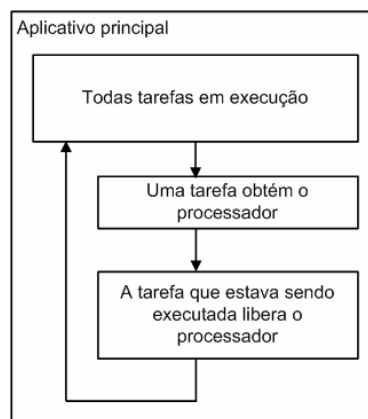 Aplicativo principal
Todas tarefas em execução
Uma tarefa obtém o
processador
A tarefa que estava sendo
executada libera o
processador